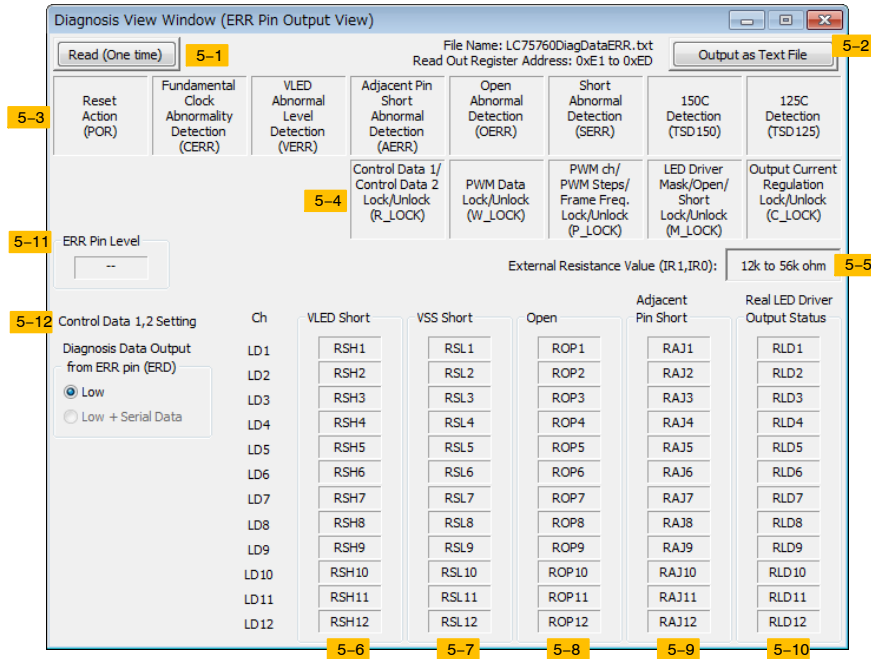 Diagnosis View Window (ERR Pin Output View)
Read (One time)
5–1
File Name: LC75760DiagDataERR.txt
Read Out Register Address: 0xE1 to 0xED
Output as Text File
5–2
5–3
Reset
Action
(POR)
Fundamental
Clock
Abnormality
Detection
(CERR)
VLED
Abnormal
Level
Detection
(VERR)
Adjacent Pin
Short
Abnormal
Detection
(AERR)
Open
Abnormal
Detection
(OERR)
Short
Abnormal
Detection
(SERR)
150C
Detection
(TSD150)
125C
Detection
(TSD125)
5–4
Control Data 1/
Control Data 2
Lock/Unlock
(R_LOCK)
PWM Data
Lock/Unlock
(W_LOCK)
PWM ch/
PWM Steps/
Frame Freq.
Lock/Unlock
(P_LOCK)
LED Driver
Mask/Open/
Short
Lock/Unlock
(M_LOCK)
Output Current
Regulation
Lock/Unlock
(C_LOCK)
5–11
ERR Pin Level
--
External Resistance Value (IR1,IR0): 12k to 56k ohm
5–5
5–12
Control Data 1,2 Setting
Diagnosis Data Output
from ERR pin (ERD)
Low
Low + Serial Data
Ch VLED Short VSS Short Open Adjacent Pin Short Real LED Driver Output Status
LD1 RSH1 RSL1 ROP1 RAJ1 RLD1
LD2 RSH2 RSL2 ROP2 RAJ2 RLD2
LD3 RSH3 RSL3 ROP3 RAJ3 RLD3
LD4 RSH4 RSL4 ROP4 RAJ4 RLD4
LD5 RSH5 RSL5 ROP5 RAJ5 RLD5
LD6 RSH6 RSL6 ROP6 RAJ6 RLD6
LD7 RSH7 RSL7 ROP7 RAJ7 RLD7
LD8 RSH8 RSL8 ROP8 RAJ8 RLD8
LD9 RSH9 RSL9 ROP9 RAJ9 RLD9
LD10 RSH10 RSL10 ROP10 RAJ10 RLD10
LD11 RSH11 RSL11 ROP11 RAJ11 RLD11
LD12 RSH12 RSL12 ROP12 RAJ12 RLD12
5–6 5–7 5–8 5–9 5–10